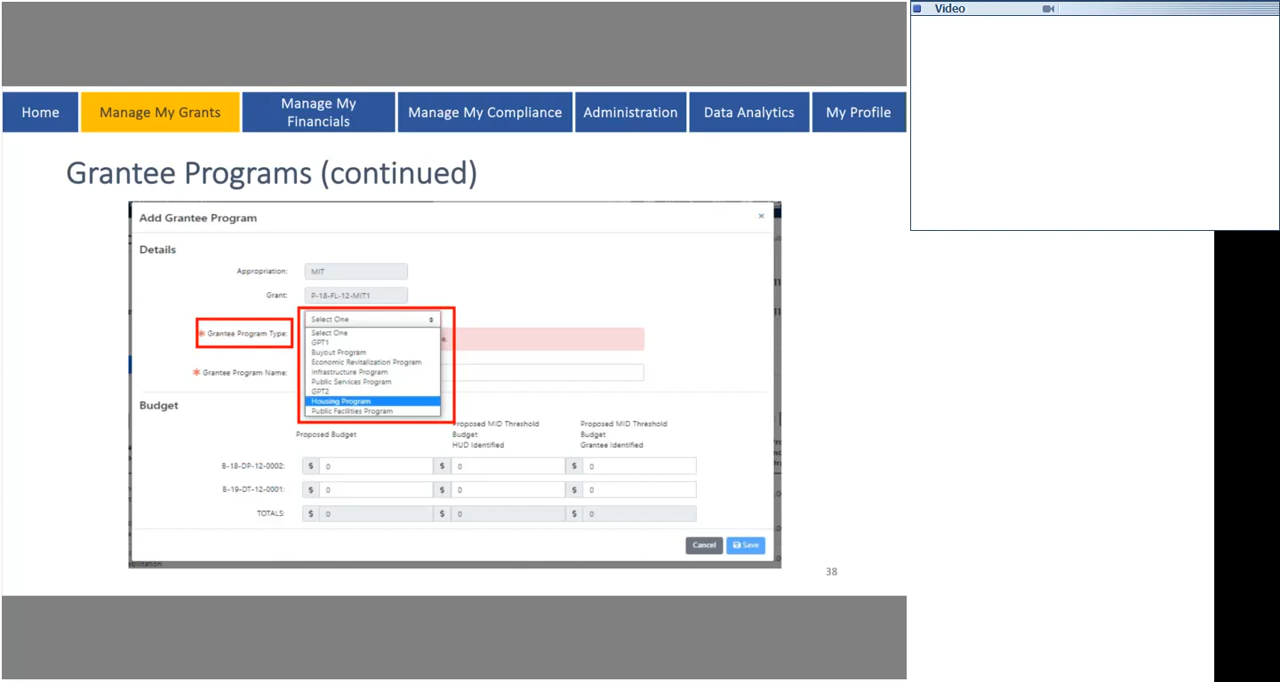 Video
Home
Manage My Grants
Manage My
Financials
Manage My Compliance
Administration
Data Analytics
My Profile
Grantee Programs (continued)
Add Grantee Program
×
Details
Appropriation:
MIT
Grant:
P-18-FL-12-MIT1
* Grantee Program Type:
Select One
Select One
GPT1
Buyout Program
Economic Revitalization Program
Infrastructure Program
Public Services Program
GPT2
Housing Program
Public Facilities Program
* Grantee Program Name:
Budget
Proposed Budget
Proposed MID Threshold
Budget
HUD Identified
Proposed MID Threshold
Budget
Grantee Identified
B-18-DP-12-0002:
$ 0
$ 0
$ 0
B-19-DT-12-0001:
$ 0
$ 0
$ 0
TOTALS:
$ 0
$ 0
$ 0
Cancel
Save
38